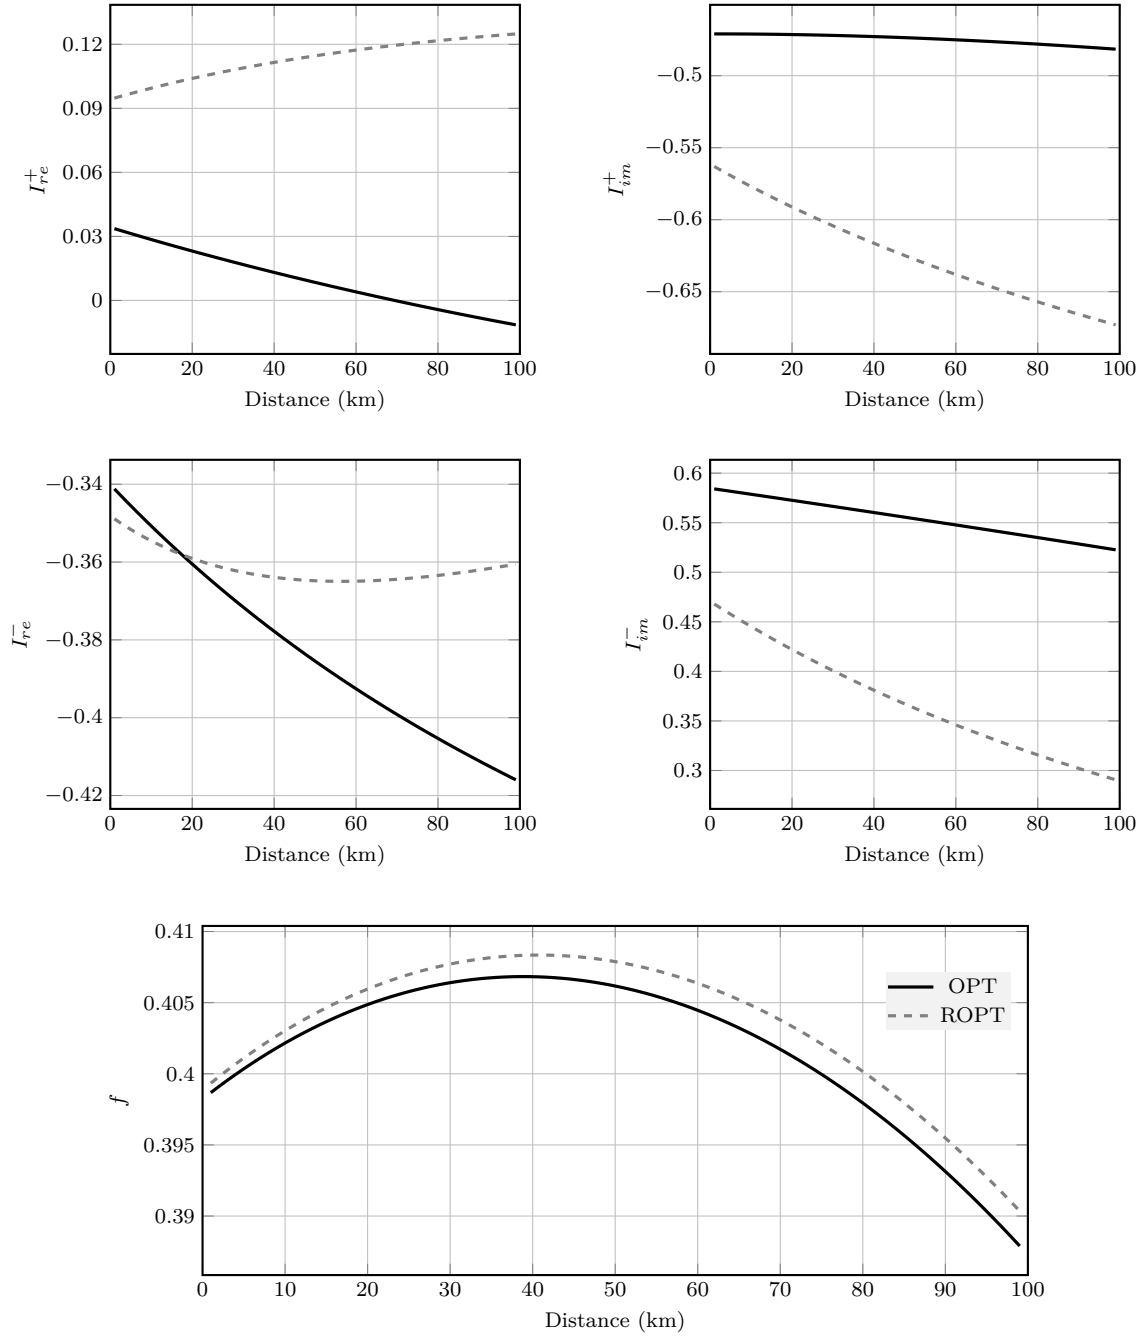 0.12
0.09
0.06
0.03
0
I_{re}^{+}
0 20 40 60 80 100
Distance (km)
−0.5
−0.55
−0.6
−0.65
I_{im}^{+}
0 20 40 60 80 100
Distance (km)
−0.34
−0.36
−0.38
−0.4
−0.42
I_{re}^{−}
0 20 40 60 80 100
Distance (km)
0.6
0.55
0.5
0.45
0.4
0.35
0.3
I_{im}^{−}
0 20 40 60 80 100
Distance (km)
0.41
0.405
0.4
0.395
0.39
f
OPT
ROPT
0 10 20 30 40 50 60 70 80 90 100
Distance (km)